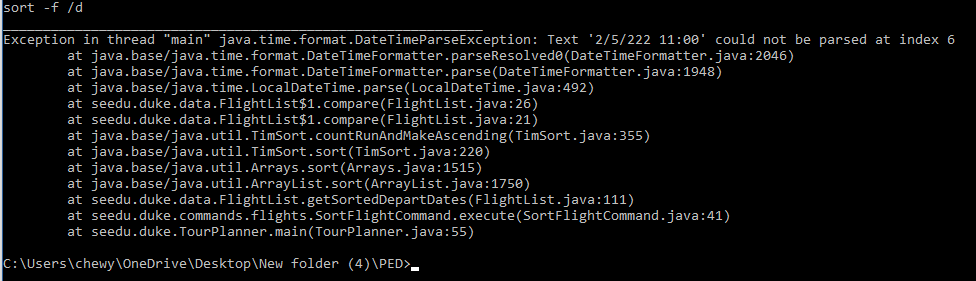 sort -f /d
____________________________________________________________
Exception in thread "main" java.time.format.DateTimeParseException: Text '2/5/222 11:00' could not be parsed at index 6
at java.base/java.time.format.DateTimeFormatter.parseResolved0(DateTimeFormatter.java:2046)
at java.base/java.time.format.DateTimeFormatter.parse(DateTimeFormatter.java:1948)
at java.base/java.time.LocalDateTime.parse(LocalDateTime.java:492)
at seedu.duke.data.FlightList$1.compare(FlightList.java:26)
at seedu.duke.data.FlightList$1.compare(FlightList.java:21)
at java.base/java.util.TimSort.countRunAndMakeAscending(TimSort.java:355)
at java.base/java.util.TimSort.sort(TimSort.java:220)
at java.base/java.util.Arrays.sort(Arrays.java:1515)
at java.base/java.util.ArrayList.sort(ArrayList.java:1750)
at seedu.duke.data.FlightList.getSortedDepartDates(FlightList.java:111)
at seedu.duke.commands.flights.SortFlightCommand.execute(SortFlightCommand.java:41)
at seedu.duke.TourPlanner.main(TourPlanner.java:55)
C:\Users\chewy\OneDrive\Desktop\New folder (4)\PED>